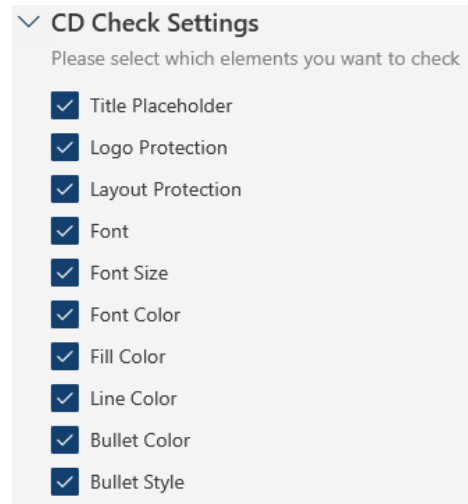 CD Check Settings
Please select which elements you want to check
Title Placeholder
Logo Protection
Layout Protection
Font
Font Size
Font Color
Fill Color
Line Color
Bullet Color
Bullet Style